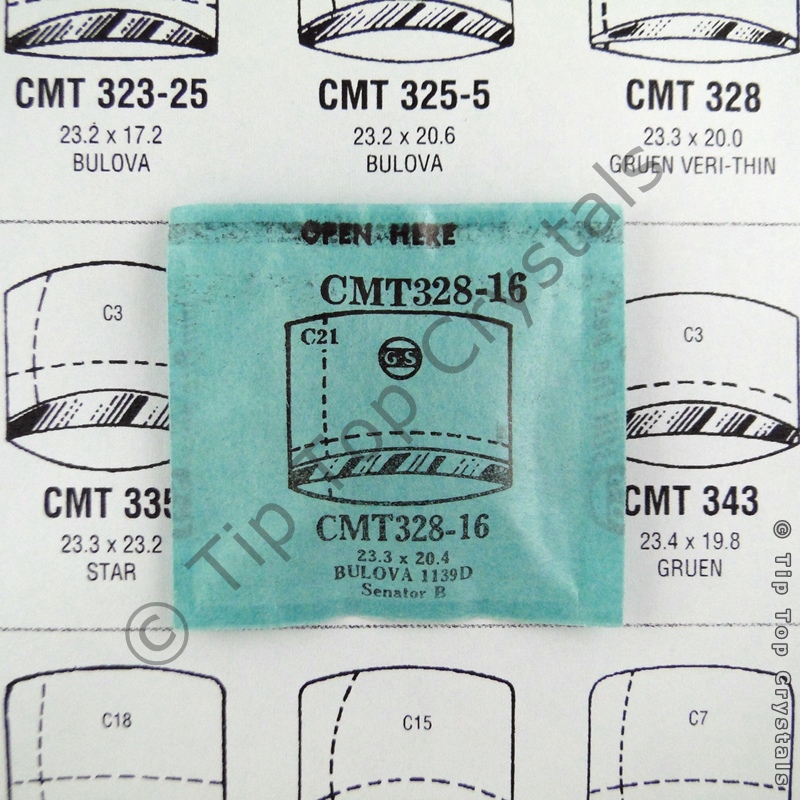 CMT 323-25
23.2 x 17.2
BULOVA
CMT 325-5
23.2 x 20.6
BULOVA
CMT 328
23.3 x 20.0
GRUEN VERI-THIN
OPEN HERE
CMT328-16
C21
G-S
CMT328-16
23.3 x 20.4
BULOVA 1139D
Senator B
C3
CMT 335
23.3 x 23.2
STAR
C3
CMT 343
23.4 x 19.8
GRUEN
C18
C15
C7
© Tip Top Crystals
© Tip Top Crystals